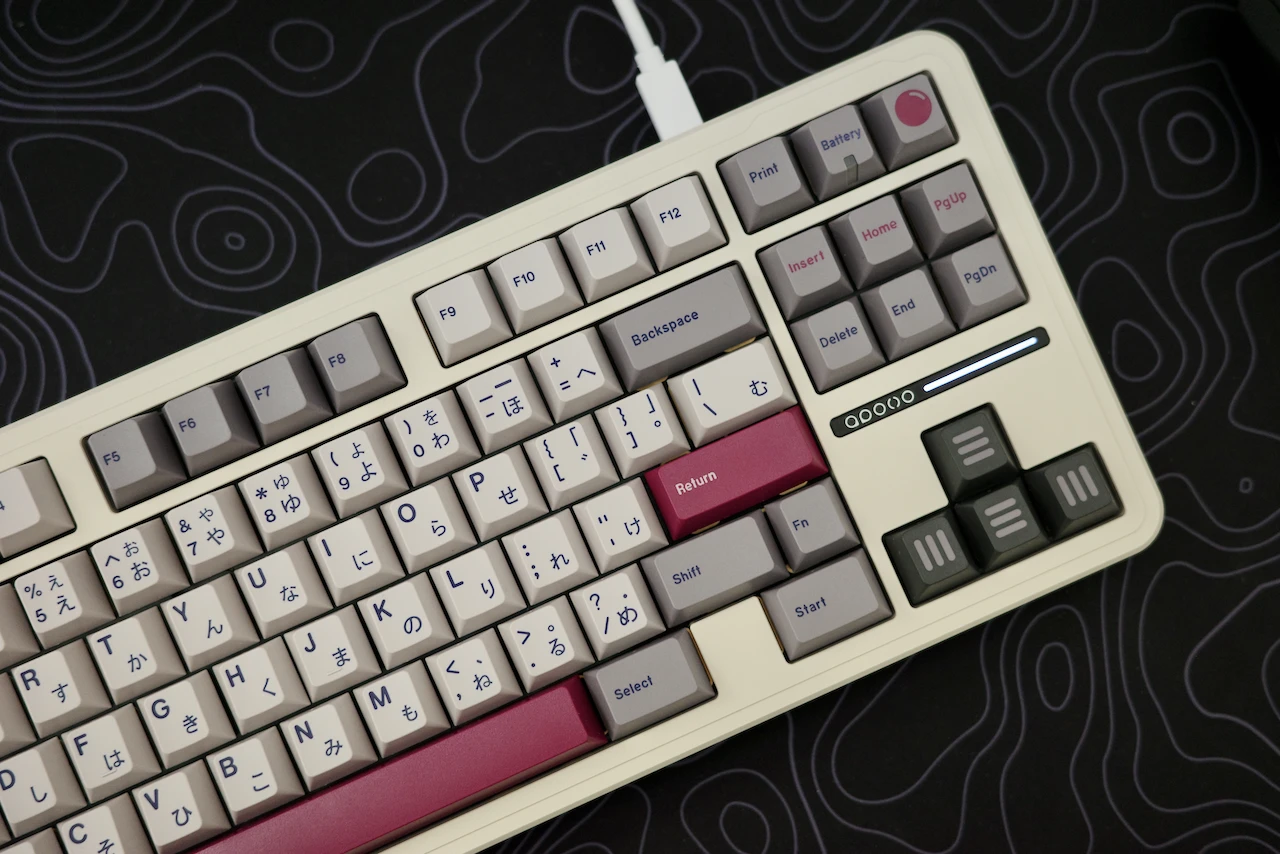 Print
Battery
F5
F6
F7
F8
F9
F10
F11
F12
Insert
Home
PgUp
Delete
End
PgDn
% え
5 え
へ お
6 お
& や
7 や
* ゆ
8 ゆ
( よ
9 よ
) を
0 わ
ー
- ほ
+
= へ
Backspace
R す
T か
Y ん
U な
I に
O ら
P せ
{ 「
[ ゛
} 」
] 。
| む
\
D し
F は
G き
H く
J ま
K の
L り
: れ
;
" け
'
Return
C そ
V ひ
B こ
N み
M も
< ね
,
> る
.
? め
/
Shift
Fn
Select
Start